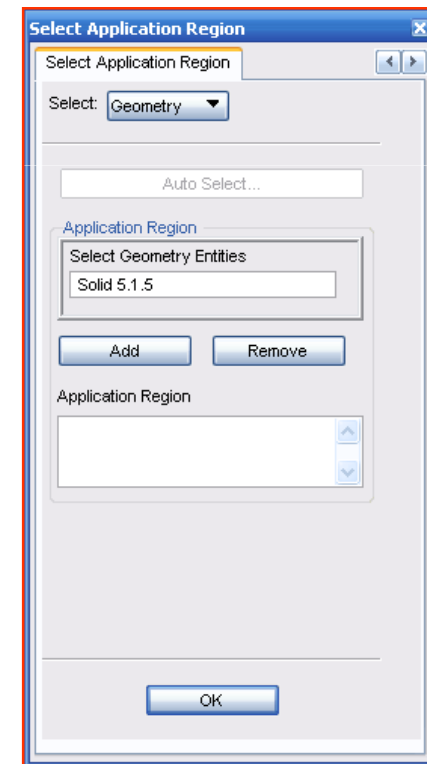 Select Application Region
Select Application Region
Select: Geometry
Auto Select...
Application Region
Select Geometry Entities
Solid 5.1.5
Add Remove
Application Region
OK